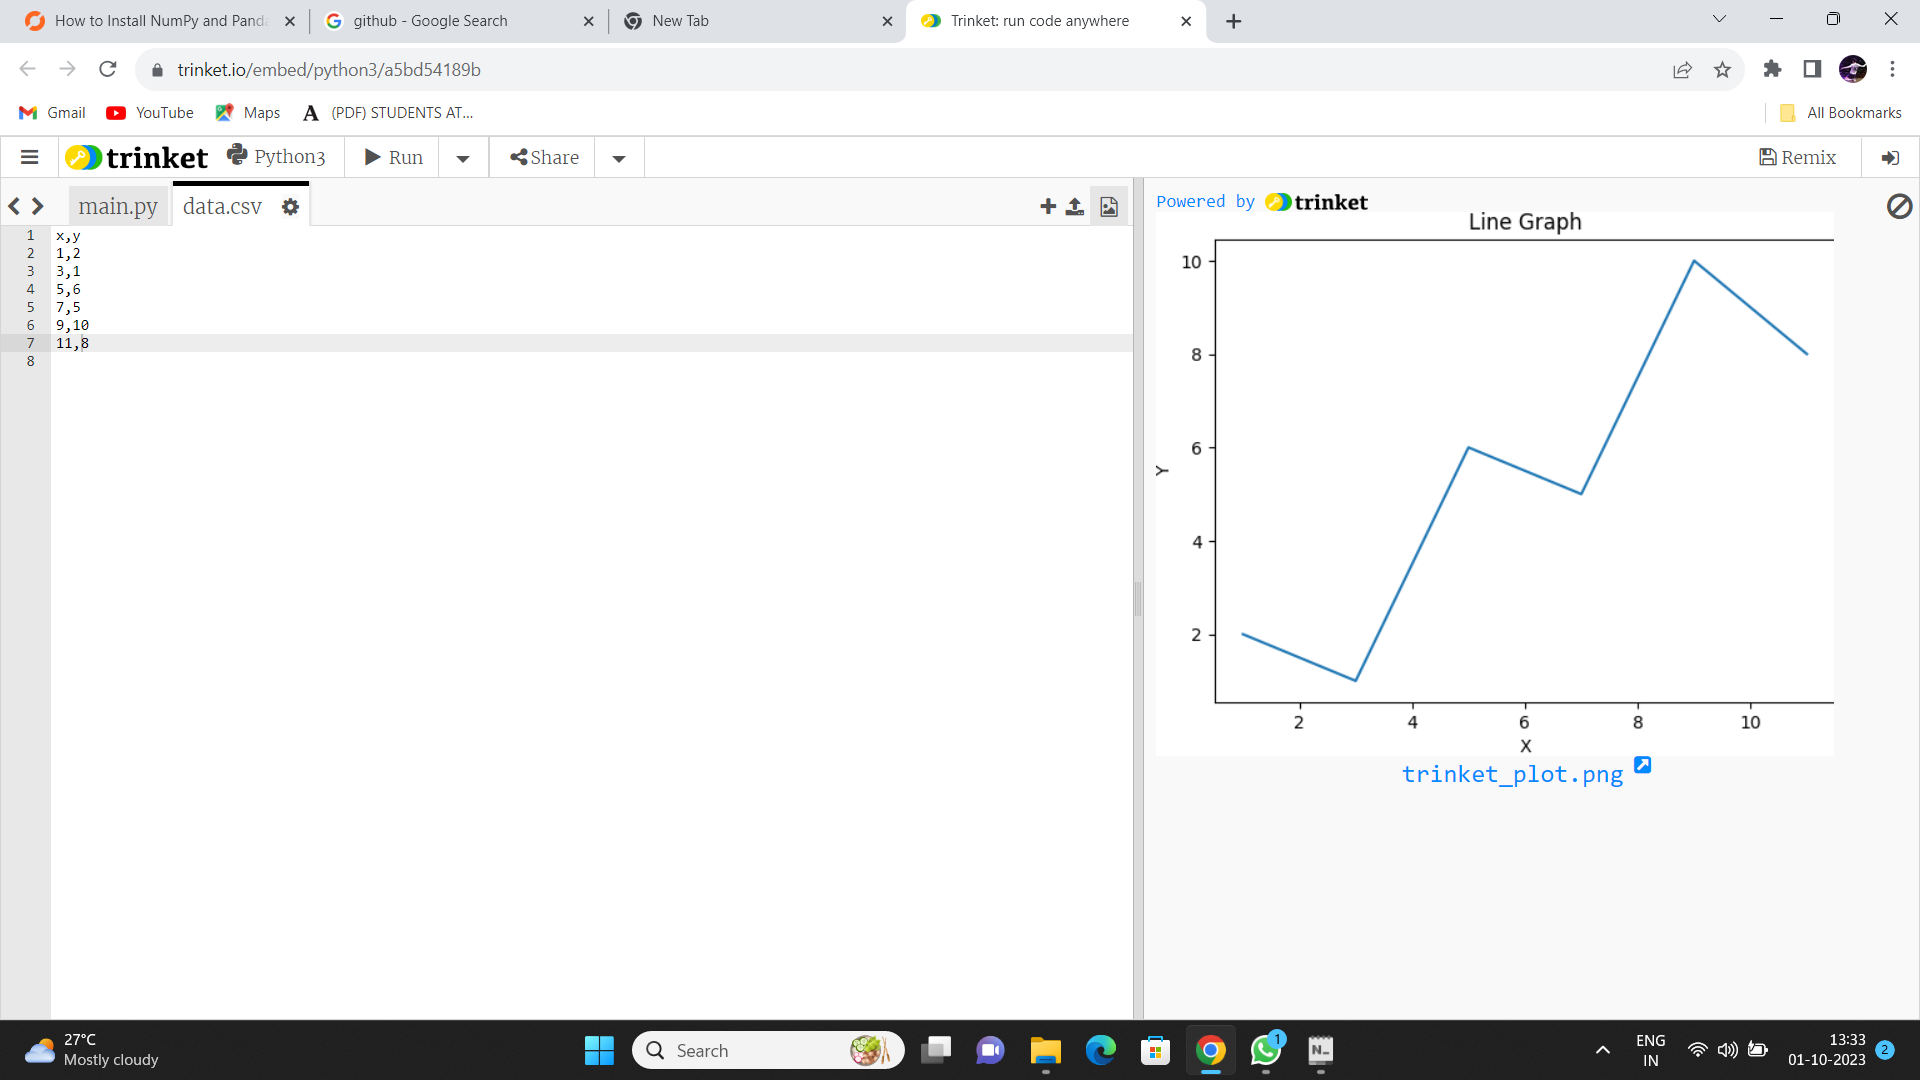 How to Install NumPy and Panda
github - Google Search
New Tab
Trinket: run code anywhere
trinket.io/embed/python3/a5bd54189b
Gmail
YouTube
Maps
A
(PDF) STUDENTS AT...
All Bookmarks
trinket
Python3
Run
Share
Remix
main.py
data.csv
1 x,y
2 1,2
3 3,1
4 5,6
5 7,5
6 9,10
7 11,8
8
Powered by trinket
Line Graph
10
8
6
4
2
Y
2 4 6 8 10
X
trinket_plot.png
27°C
Mostly cloudy
Search
1
N
ENG
IN
13:33
01-10-2023
2